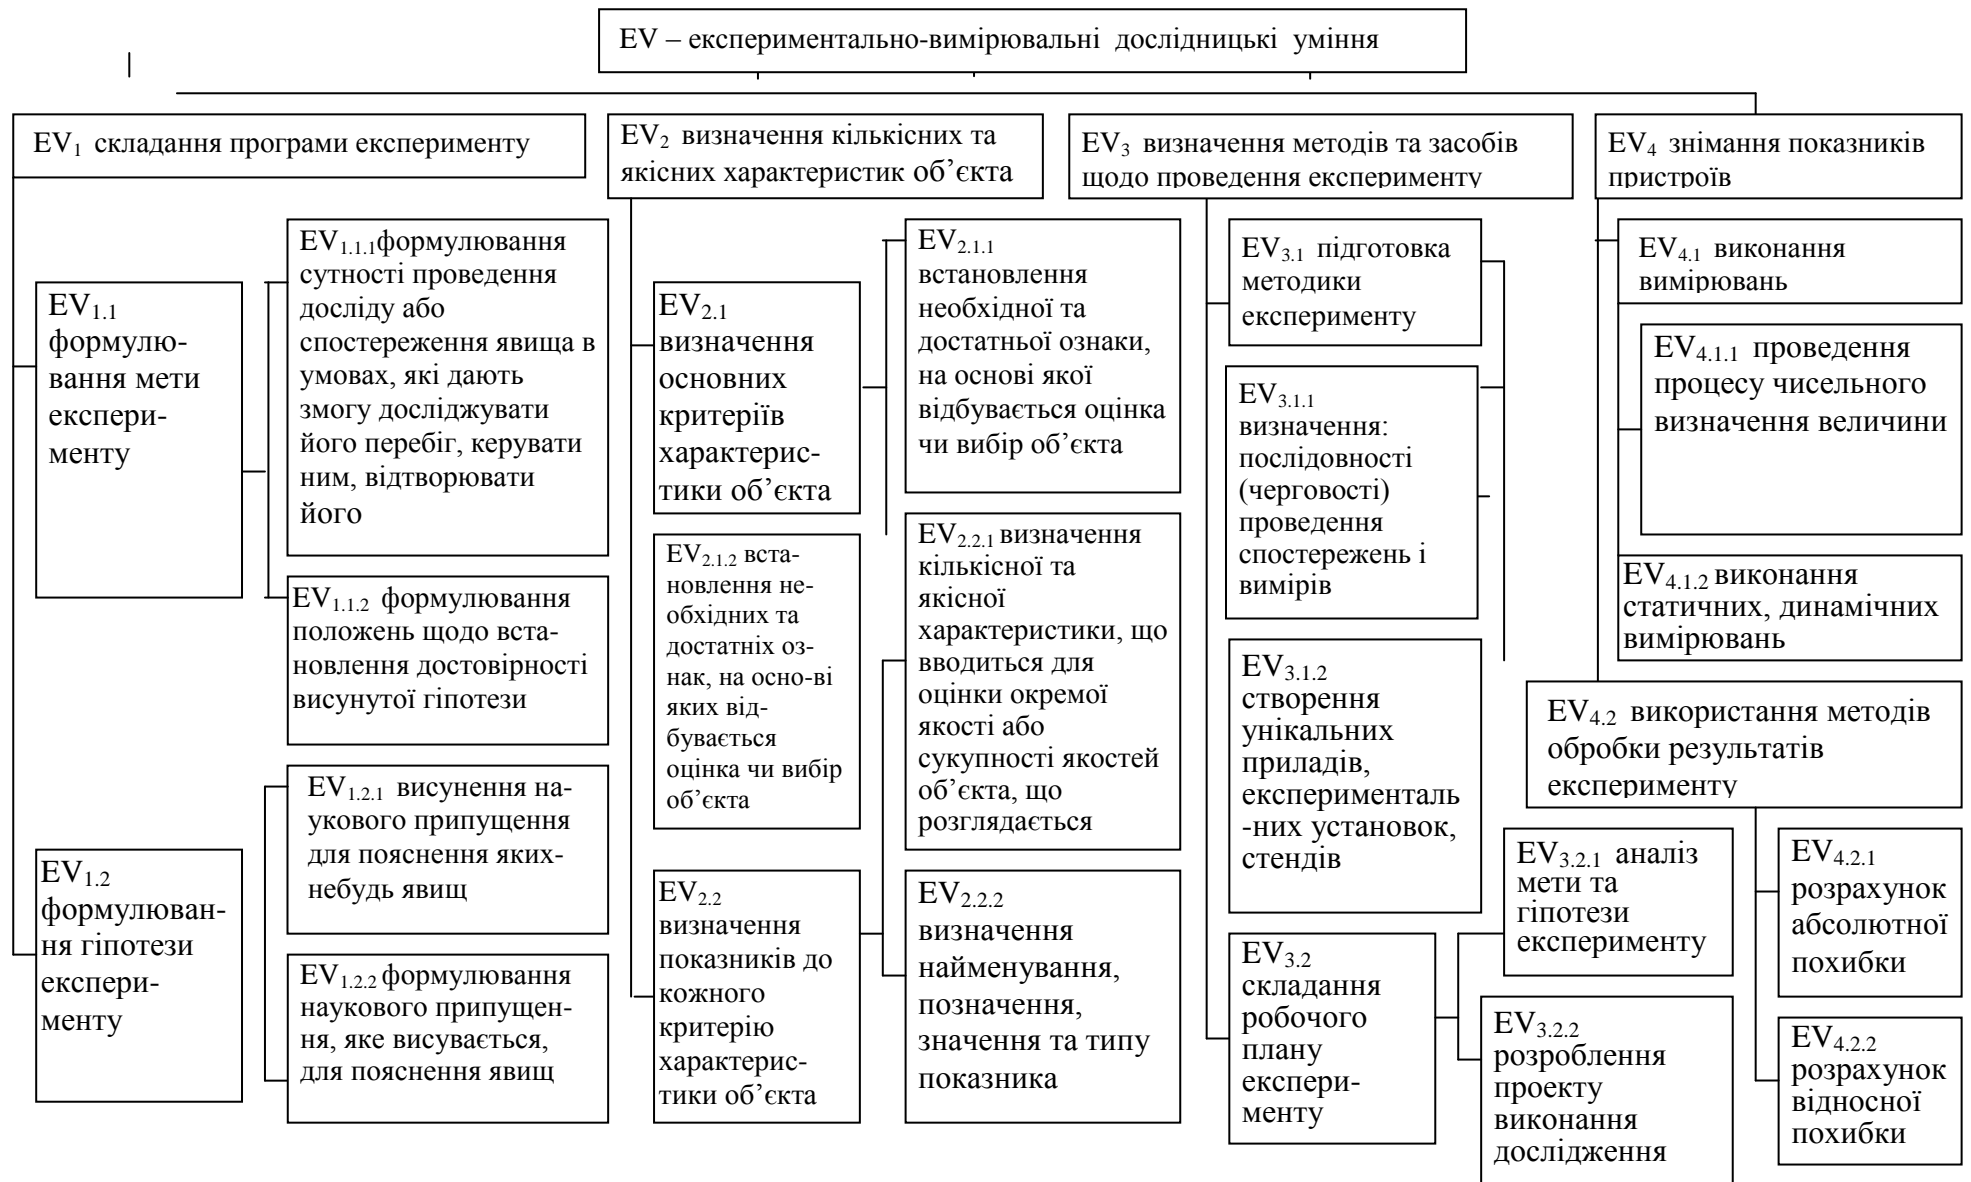 EV – експериментально-вимірювальні дослідницькі уміння
EV1 складання програми експерименту
EV1.1
формулю-
вання мети
експери-
менту
EV1.1.1формулювання
сутності проведення
досліду або
спостереження явища в
умовах, які дають
змогу досліджувати
його перебіг, керувати
ним, відтворювати
його
EV1.1.2 формулювання
положень щодо вста-
новлення достовірності
висунутої гіпотези
EV1.2
формулюван-
ня гіпотези
експери-
менту
EV1.2.1 висунення на-
укового припущення
для пояснення яких-
небудь явищ
EV1.2.2 формулювання
наукового припущен-
ня, яке висувається,
для пояснення явищ
EV2 визначення кількісних та
якісних характеристик об’єкта
EV2.1
визначення
основних
критеріїв
характерис-
тики об’єкта
EV2.1.1
встановлення
необхідної та
достатньої ознаки,
на основі якої
відбувається оцінка
чи вибір об’єкта
EV2.1.2 вста-
новлення не-
обхідних та
достатніх оз-
нак, на осно-ві
яких від-
бувається
оцінка чи вибір
об’єкта
EV2.2.1 визначення
кількісної та
якісної
характеристики, що
вводиться для
оцінки окремої
якості або
сукупності якостей
об’єкта, що
розглядається
EV2.2
визначення
показників до
кожного
критерію
характерис-
тики об’єкта
EV2.2.2
визначення
найменування,
позначення,
значення та типу
показника
EV3 визначення методів та засобів
щодо проведення експерименту
EV3.1 підготовка
методики
експерименту
EV3.1.1
визначення:
послідовності
(черговості)
проведення
спостережень і
вимірів
EV3.1.2
створення
унікальних
приладів,
експерименталь
-них установок,
стендів
EV3.2
складання
робочого
плану
експери-
менту
EV3.2.1 аналіз
мети та
гіпотези
експерименту
EV3.2.2
розроблення
проекту
виконання
дослідження
EV4 знімання показників
пристроїв
EV4.1 виконання
вимірювань
EV4.1.1 проведення
процесу чисельного
визначення величини
EV4.1.2 виконання
статичних, динамічних
вимірювань
EV4.2 використання методів
обробки результатів
експерименту
EV4.2.1
розрахунок
абсолютної
похибки
EV4.2.2
розрахунок
відносної
похибки